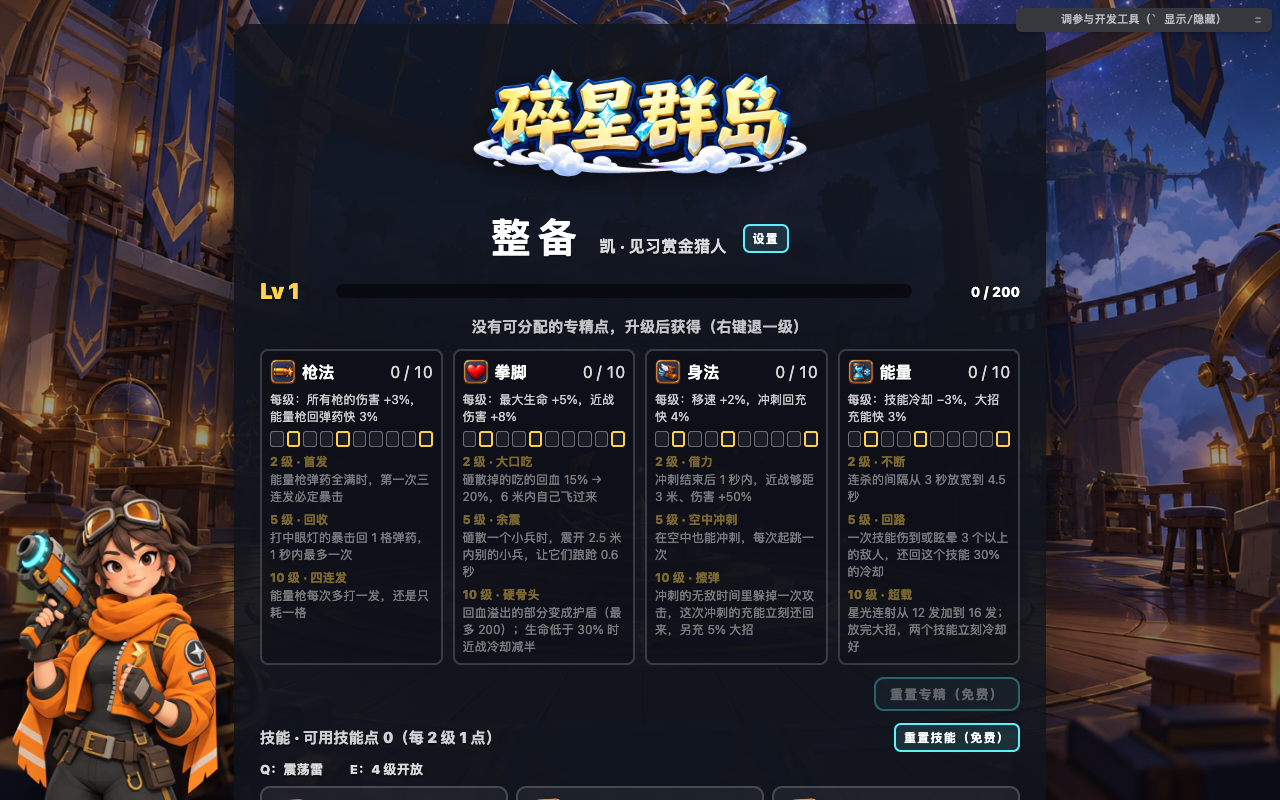 调参与开发工具（` 显示/隐藏）
碎星群岛
整备 凯 · 见习赏金猎人 设置
Lv 1 0 / 200
没有可分配的专精点，升级后获得（右键退一级）
枪法 0 / 10
每级：所有枪的伤害 +3%，
能量枪回弹药快 3%
2 级 · 首发
能量枪弹药全满时，第一次三
连发必定暴击
5 级 · 回收
打中眼灯的暴击回 1 格弹药，
1 秒内最多一次
10 级 · 四连发
能量枪每次多打一发，还是只
耗一格
拳脚 0 / 10
每级：最大生命 +5%，近战
伤害 +8%
2 级 · 大口吃
砸散掉的吃的回血 15% →
20%，6 米内自己飞过来
5 级 · 余震
砸散一个小兵时，震开 2.5 米
内别的小兵，让它们踉跄 0.6
秒
10 级 · 硬骨头
回血溢出的部分变成护盾（最
多 200）；生命低于 30% 时
近战冷却减半
身法 0 / 10
每级：移速 +2%，冲刺回充
快 4%
2 级 · 借力
冲刺结束后 1 秒内，近战够距
3 米、伤害 +50%
5 级 · 空中冲刺
在空中也能冲刺，每次起跳一
次
10 级 · 擦弹
冲刺的无敌时间里躲掉一次攻
击，这次冲刺的充能立刻还回
来，另充 5% 大招
能量 0 / 10
每级：技能冷却 −3%，大招
充能快 3%
2 级 · 不断
连杀的间隔从 3 秒放宽到 4.5
秒
5 级 · 回路
一次技能伤到或眩晕 3 个以上
的敌人，还回这个技能 30%
的冷却
10 级 · 超载
星光连射从 12 发加到 16 发；
放完大招，两个技能立刻冷却
好
重置专精（免费）
技能 · 可用技能点 0（每 2 级 1 点） 重置技能（免费）
Q：震荡雷 E：4 级开放